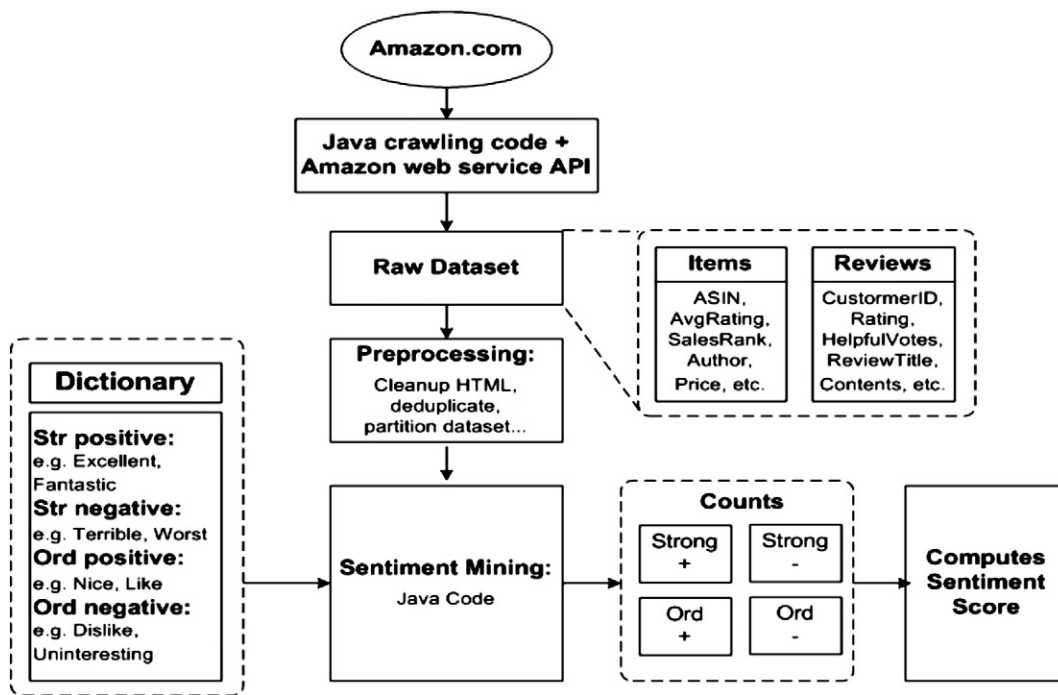 Amazon.com
Java crawling code +
Amazon web service API
Raw Dataset
Items
ASIN,
AvgRating,
SalesRank,
Author,
Price, etc.
Reviews
CustormerID,
Rating,
HelpfulVotes,
ReviewTitle,
Contents, etc.
Preprocessing:
Cleanup HTML,
deduplicate,
partition dataset...
Dictionary
Str positive:
e.g. Excellent,
Fantastic
Str negative:
e.g. Terrible, Worst
Ord positive:
e.g. Nice, Like
Ord negative:
e.g. Dislike,
Uninteresting
Sentiment Mining:
Java Code
Counts
Strong
+
Strong
-
Ord
+
Ord
-
Computes
Sentiment
Score